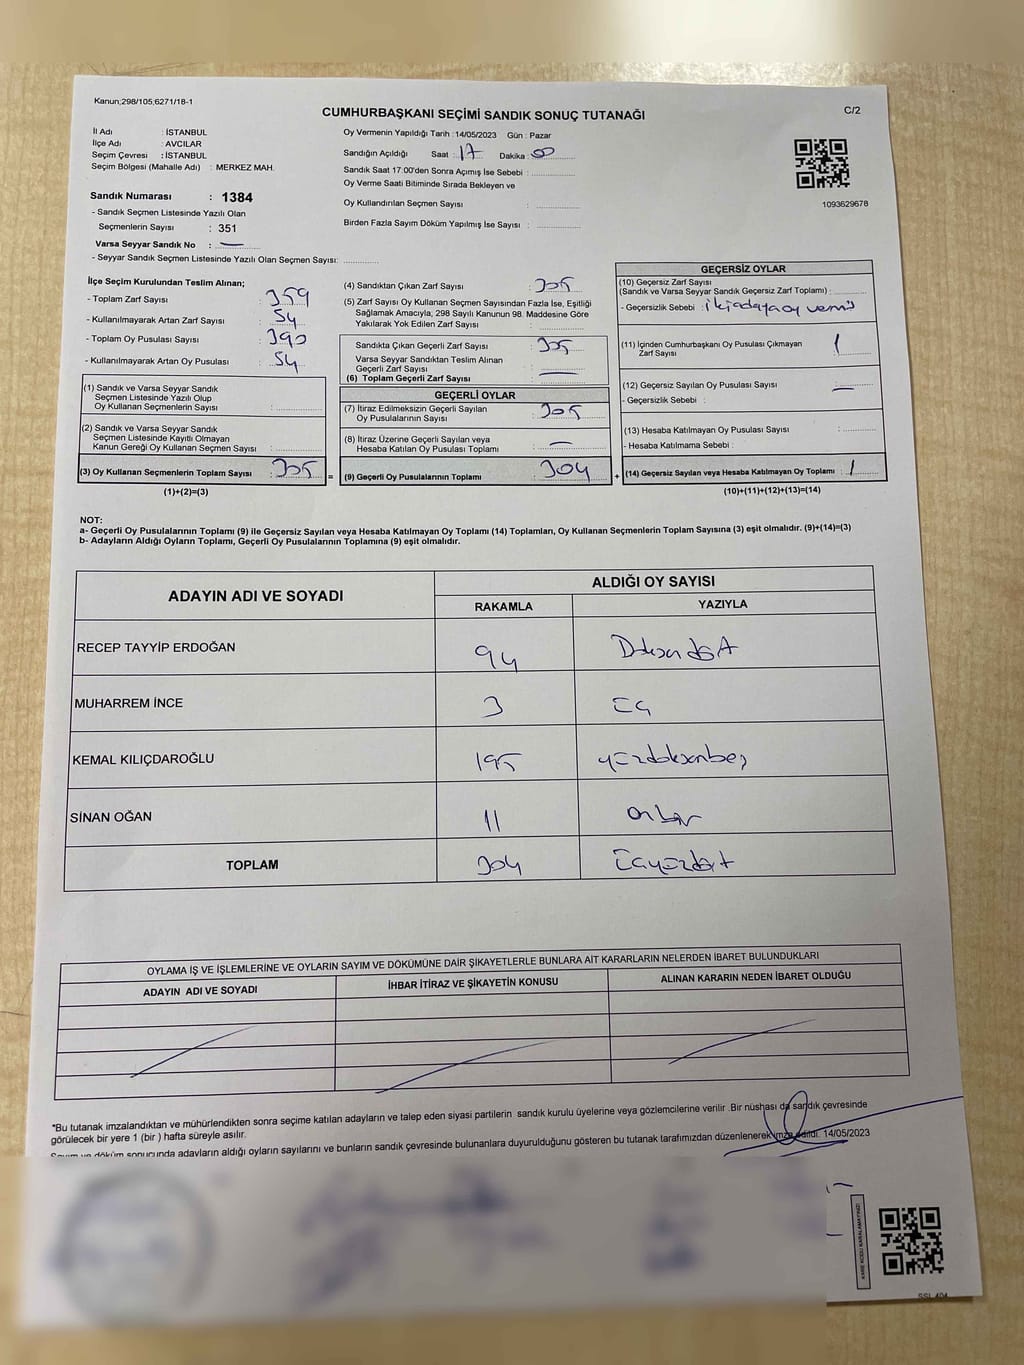 Kanun;298/105;6271/18-1
CUMHURBAŞKANI SEÇİMİ SANDIK SONUÇ TUTANAĞI
C/2
İl Adı : İSTANBUL
İlçe Adı : AVCILAR
Seçim Çevresi : İSTANBUL
Seçim Bölgesi (Mahalle Adı) : MERKEZ MAH.
Sandık Numarası : 1384
- Sandık Seçmen Listesinde Yazılı Olan
Seçmenlerin Sayısı : 351
Varsa Seyyar Sandık No :
- Seyyar Sandık Seçmen Listesinde Yazılı Olan Seçmen Sayısı:
Oy Vermenin Yapıldığı Tarih : 14/05/2023 Gün : Pazar
Sandığın Açıldığı Saat : 17 Dakika : 00
Sandık Saat 17:00'den Sonra Açımış İse Sebebi :
Oy Verme Saati Bitiminde Sırada Bekleyen ve
Oy Kullandırılan Seçmen Sayısı :
Birden Fazla Sayım Döküm Yapılmış İse Sayısı :
1093629678
İlçe Seçim Kurulundan Teslim Alınan;
- Toplam Zarf Sayısı : 359
- Kullanılmayarak Artan Zarf Sayısı : 54
- Toplam Oy Pusulası Sayısı : 390
- Kullanılmayarak Artan Oy Pusulası : 54
(1) Sandık ve Varsa Seyyar Sandık
Seçmen Listesinde Yazılı Olup
Oy Kullanan Seçmenlerin Sayısı :
(2) Sandık ve Varsa Seyyar Sandık
Seçmen Listesinde Kayıtlı Olmayan
Kanun Gereği Oy Kullanan Seçmen Sayısı :
(3) Oy Kullanan Seçmenlerin Toplam Sayısı : 305
(1)+(2)=(3)
(4) Sandıktan Çıkan Zarf Sayısı : 305
(5) Zarf Sayısı Oy Kullanan Seçmen Sayısından Fazla İse, Eşitliği
Sağlamak Amacıyla, 298 Sayılı Kanunun 98. Maddesine Göre
Yakılarak Yok Edilen Zarf Sayısı :
Sandıkta Çıkan Geçerli Zarf Sayısı : 305
Varsa Seyyar Sandıktan Teslim Alınan
Geçerli Zarf Sayısı :
(6) Toplam Geçerli Zarf Sayısı :
GEÇERLİ OYLAR
(7) İtiraz Edilmeksizin Geçerli Sayılan
Oy Pusulalarının Sayısı : 305
(8) İtiraz Üzerine Geçerli Sayılan veya
Hesaba Katılan Oy Pusulası Toplamı :
(9) Geçerli Oy Pusulalarının Toplamı : 304
GEÇERSİZ OYLAR
(10) Geçersiz Zarf Sayısı
(Sandık ve Varsa Seyyar Sandık Geçersiz Zarf Toplamı) :
- Geçersizlik Sebebi : İki adaya oy vermiş
(11) İçinden Cumhurbaşkanı Oy Pusulası Çıkmayan
Zarf Sayısı : 1
(12) Geçersiz Sayılan Oy Pusulası Sayısı :
- Geçersizlik Sebebi :
(13) Hesaba Katılmayan Oy Pusulası Sayısı :
- Hesaba Katılmama Sebebi :
(14) Geçersiz Sayılan veya Hesaba Katılmayan Oy Toplamı : 1
(10)+(11)+(12)+(13)=(14)
NOT:
a- Geçerli Oy Pusulalarının Toplamı (9) ile Geçersiz Sayılan veya Hesaba Katılmayan Oy Toplamı (14) Toplamları, Oy Kullanan Seçmenlerin Toplam Sayısına (3) eşit olmalıdır. (9)+(14)=(3)
b- Adayların Aldığı Oyların Toplamı, Geçerli Oy Pusulalarının Toplamına (9) eşit olmalıdır.
ADAYIN ADI VE SOYADI
ALDIĞI OY SAYISI
RAKAMLA YAZIYLA
RECEP TAYYİP ERDOĞAN 94 Doksandört
MUHARREM İNCE 3 Üç
KEMAL KILIÇDAROĞLU 195 yüzdoksanbeş
SİNAN OĞAN 11 onbir
TOPLAM 304 Üçyüzdört
OYLAMA İŞ VE İŞLEMLERİNE VE OYLARIN SAYIM VE DÖKÜMÜNE DAİR ŞİKAYETLERLE BUNLARA AİT KARARLARIN NELERDEN İBARET BULUNDUKLARI
ADAYIN ADI VE SOYADI İHBAR İTİRAZ VE ŞİKAYETİN KONUSU ALINAN KARARIN NEDEN İBARET OLDUĞU
*Bu tutanak imzalandıktan ve mühürlendikten sonra seçime katılan adayların ve talep eden siyasi partilerin sandık kurulu üyelerine veya gözlemcilerine verilir .Bir nüshası da sandık çevresinde
görülecek bir yere 1 (bir ) hafta süreyle asılır.
Sayım ve döküm sonucunda adayların aldığı oyların sayılarını ve bunların sandık çevresinde bulunanlara duyurulduğunu gösteren bu tutanak tarafımızdan düzenlenerek imza edildi. 14/05/2023
KARE KODU KARALAMAYINIZ!